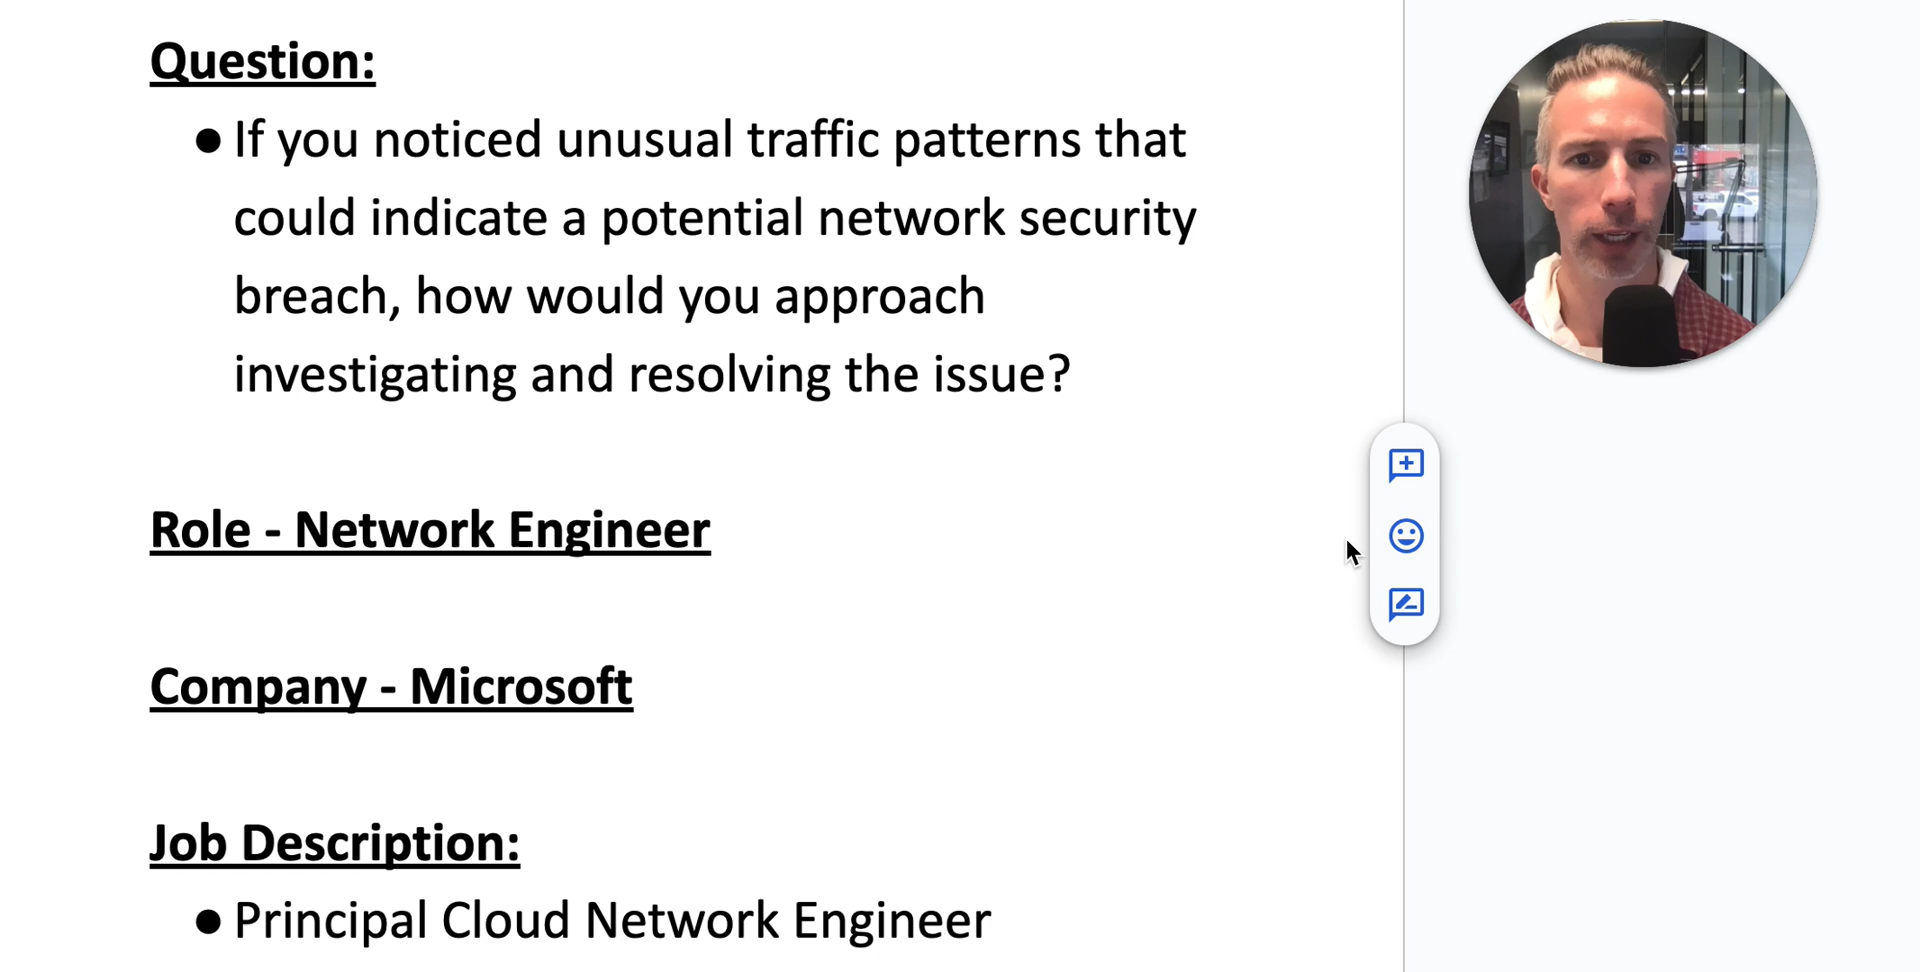 Question:
● If you noticed unusual traffic patterns that
could indicate a potential network security
breach, how would you approach
investigating and resolving the issue?
Role - Network Engineer
Company - Microsoft
Job Description:
● Principal Cloud Network Engineer